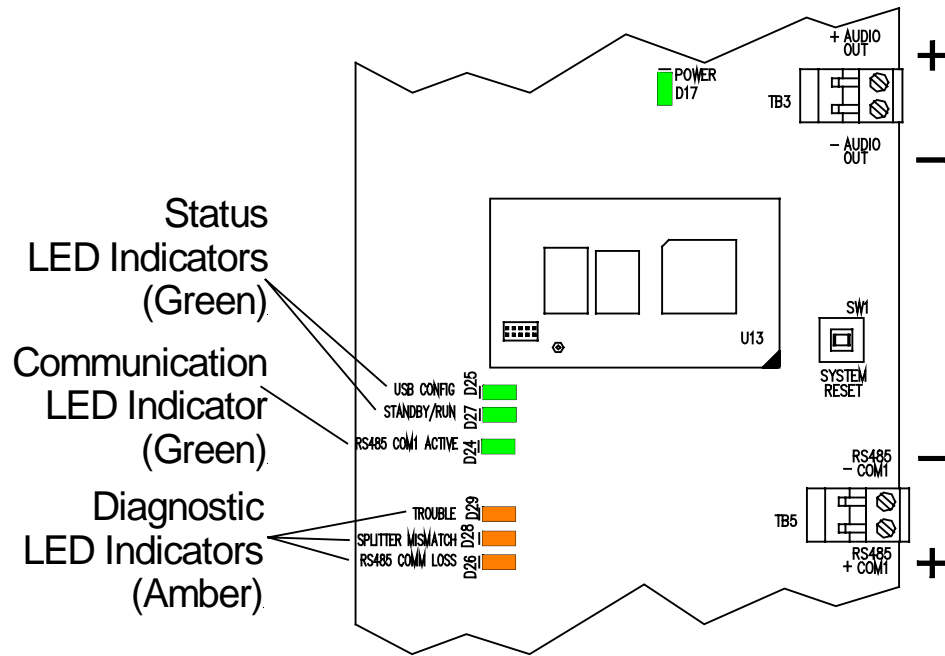 + AUDIO
OUT
+
POWER
D17
TB3
- AUDIO
OUT
-
Status
LED Indicators
(Green)
U13
SW1
SYSTEM
RESET
USB CONFIG D25
STANDBY/RUN D27
Communication
LED Indicator
(Green)
RS485 COM1 ACTIVE D24
RS485
- COM1
-
Diagnostic
LED Indicators
(Amber)
TROUBLE D29
SPLITTER MISMATCH D28
RS485 COMM LOSS D26
TB5
RS485
+ COM1
+